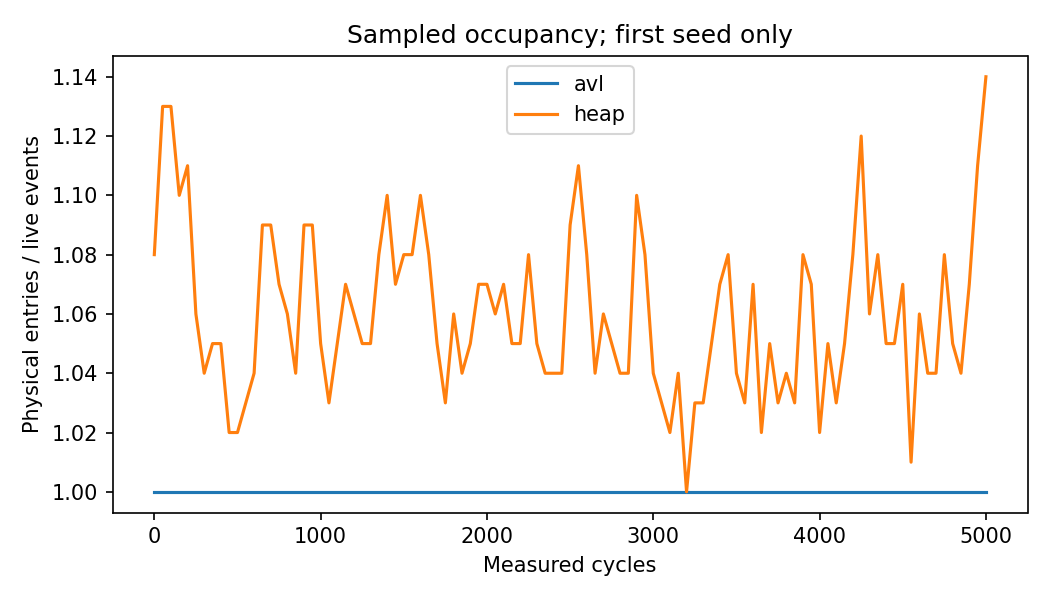 Sampled occupancy; first seed only
avl
heap
Physical entries / live events
1.14
1.12
1.10
1.08
1.06
1.04
1.02
1.00
0 1000 2000 3000 4000 5000
Measured cycles